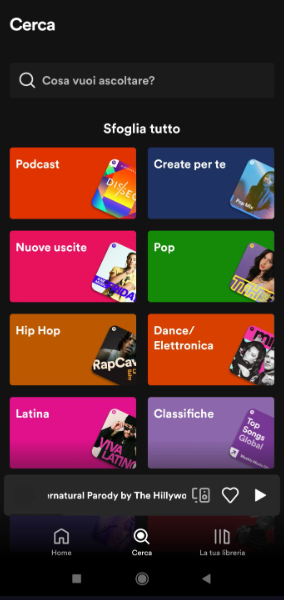 Cerca
Cosa vuoi ascoltare?
Sfoglia tutto
Podcast
Create per te
Pop Mix
Nuove uscite
Pop
Hip Hop
RapCav
Dance/
Elettronica
Latina
VIVA
LATIN
Classifiche
Top
Songs
Global
ernatural Parody by The Hillywo
Home
Cerca
La tua libreria